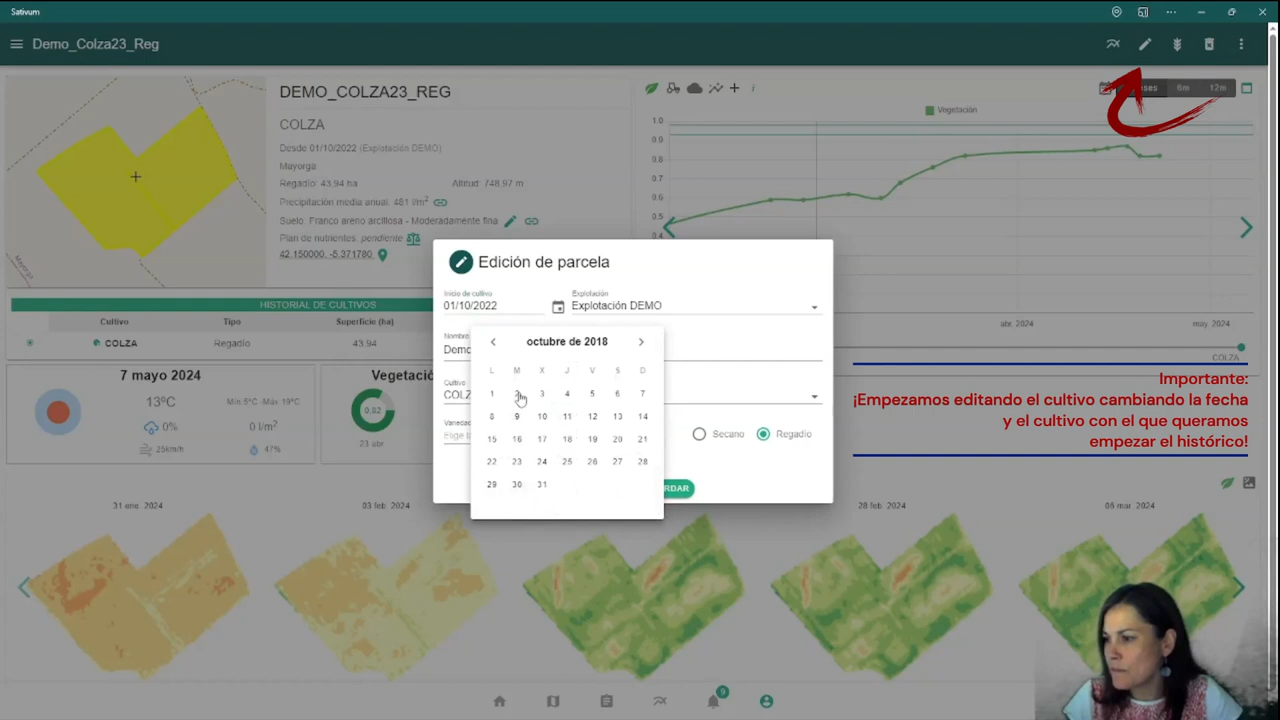 Sativum
Demo_Colza23_Reg
DEMO_COLZA23_REG
COLZA
Desde 01/10/2022 (Explotación DEMO)
Mayorga
Regadío: 43,94 ha Altitud: 748.97 m
Precipitación media anual: 481 l/m²
Suelo: Franco areno arcillosa - Moderadamente fina
Plan de nutrientes: pendiente
42.150000, -5.371780
Mayorga
6m 12m
Vegetación
1.0
0.9
0.8
0.7
0.6
0.5
0.4
abr. 2024 may. 2024
COLZA
HISTORIAL DE CULTIVOS
Cultivo Tipo Superficie (ha)
COLZA Regadío 43,94
7 mayo 2024
13ºC Min.5°C- Máx.19°C
0% 0 l/m²
25km/h 47%
0,82
23 abr
Edición de parcela
Inicio de cultivo Explotación
01/10/2022 Explotación DEMO
Nombre
Cultivo
Secano Regadío
octubre de 2018
L M X J V S D
1 2 3 4 5 6 7
8 9 10 11 12 13 14
15 16 17 18 19 20 21
22 23 24 25 26 27 28
29 30 31
Importante:
¡Empezamos editando el cultivo cambiando la fecha
y el cultivo con el que queramos
empezar el histórico!
31 ene. 2024 03 feb. 2024 28 feb. 2024
9